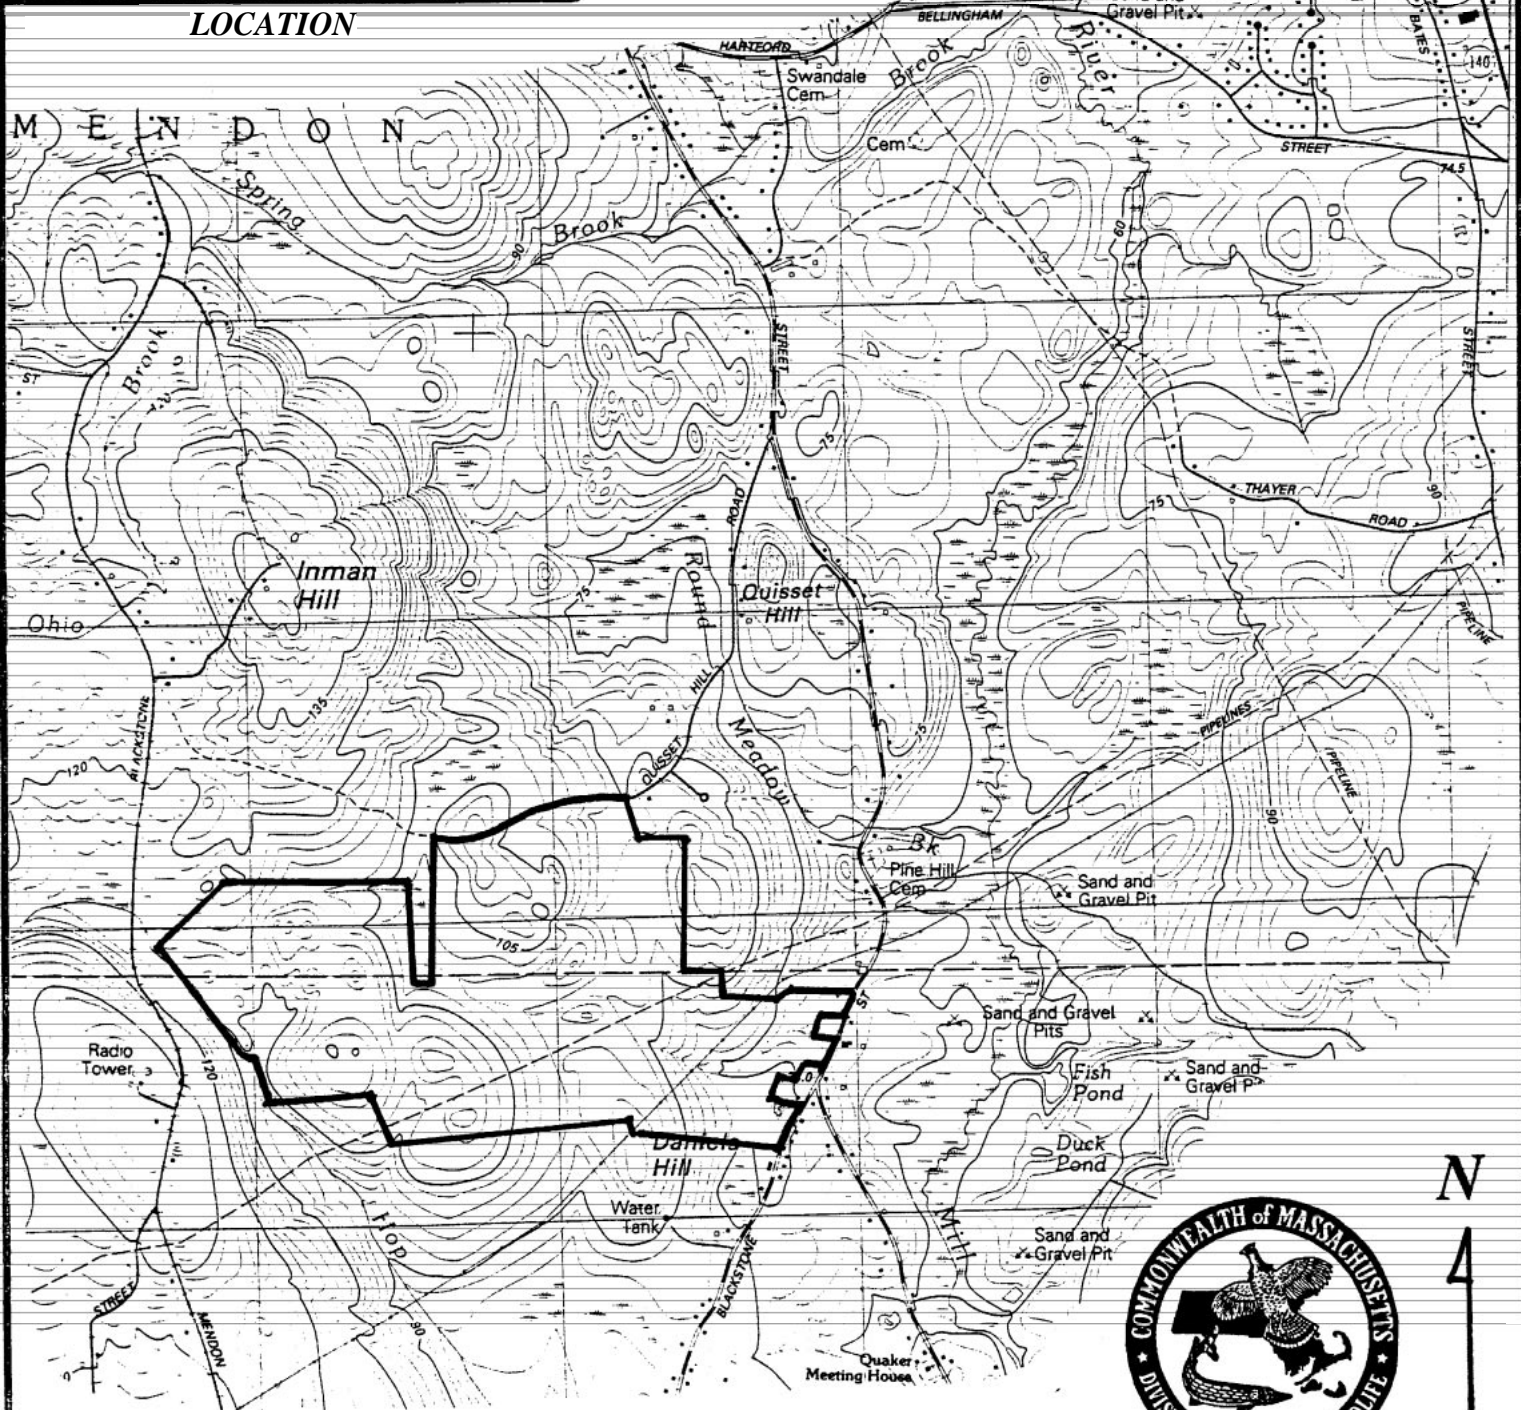 LOCATION
BELLINGHAM
Gravel Pit
HARTFORD
BATES
140
Swandale
Cem
Brook
River
MENDON
Cem
STREET
74.5
Spring
Brook
90
60
STREET
STREET
ST
Brook
75
ROAD
THAYER
ROAD
90
75
Inman
Hill
Round
75
Quisset
Hill
Ohio
PIPELINE
HILL
135
BLACKSTONE
120
PIPELINES
75
QUISSET
Meadow
PIPELINE
90
Bk
Pine Hill
Cem
Sand and
Gravel Pit
105
ST
Sand and Gravel
Pits
Radio
Tower
120
Fish
Pond
Sand and
Gravel P
Daniels
Hill
Duck
Pond
N
Water
Tank
Hop
Mill
Sand and
Gravel Pit
BLACKSTONE
STREET
MENDON
90
Quaker
Meeting House
COMMONWEALTH of MASSACHUSETTS
DIVIS
DLIFE